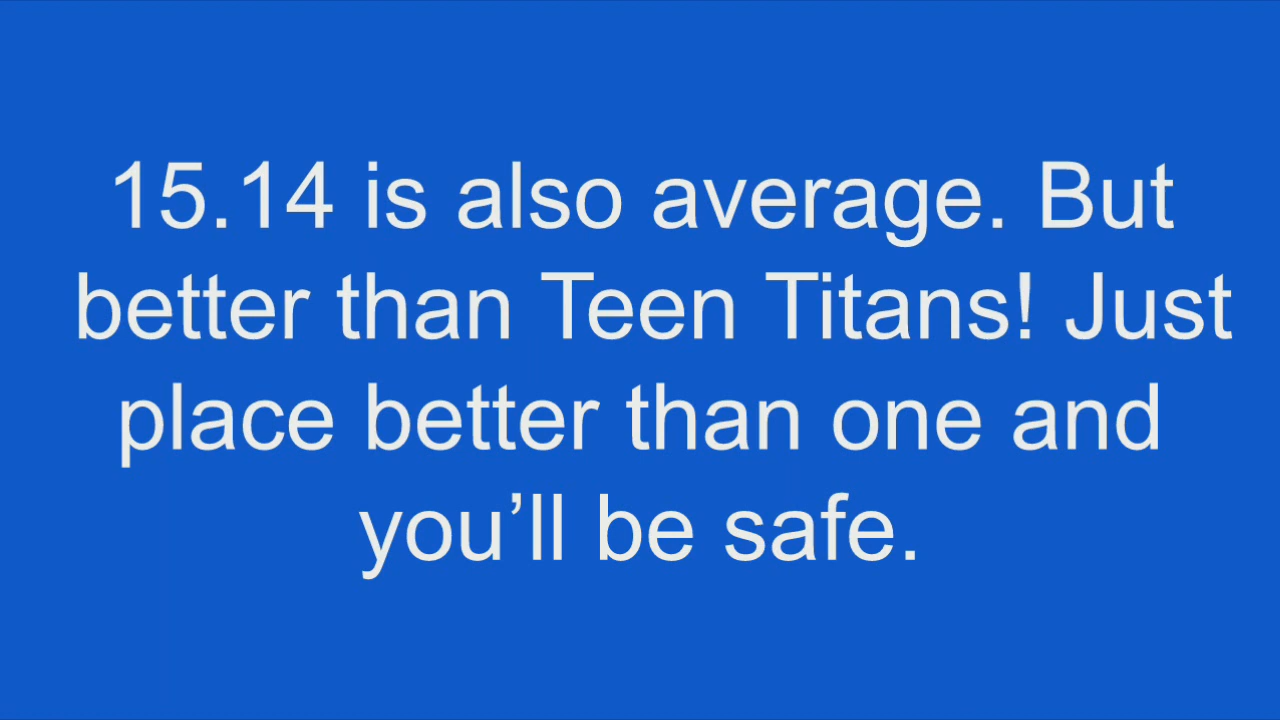 15.14 is also average. But
better than Teen Titans! Just
place better than one and
you’ll be safe.